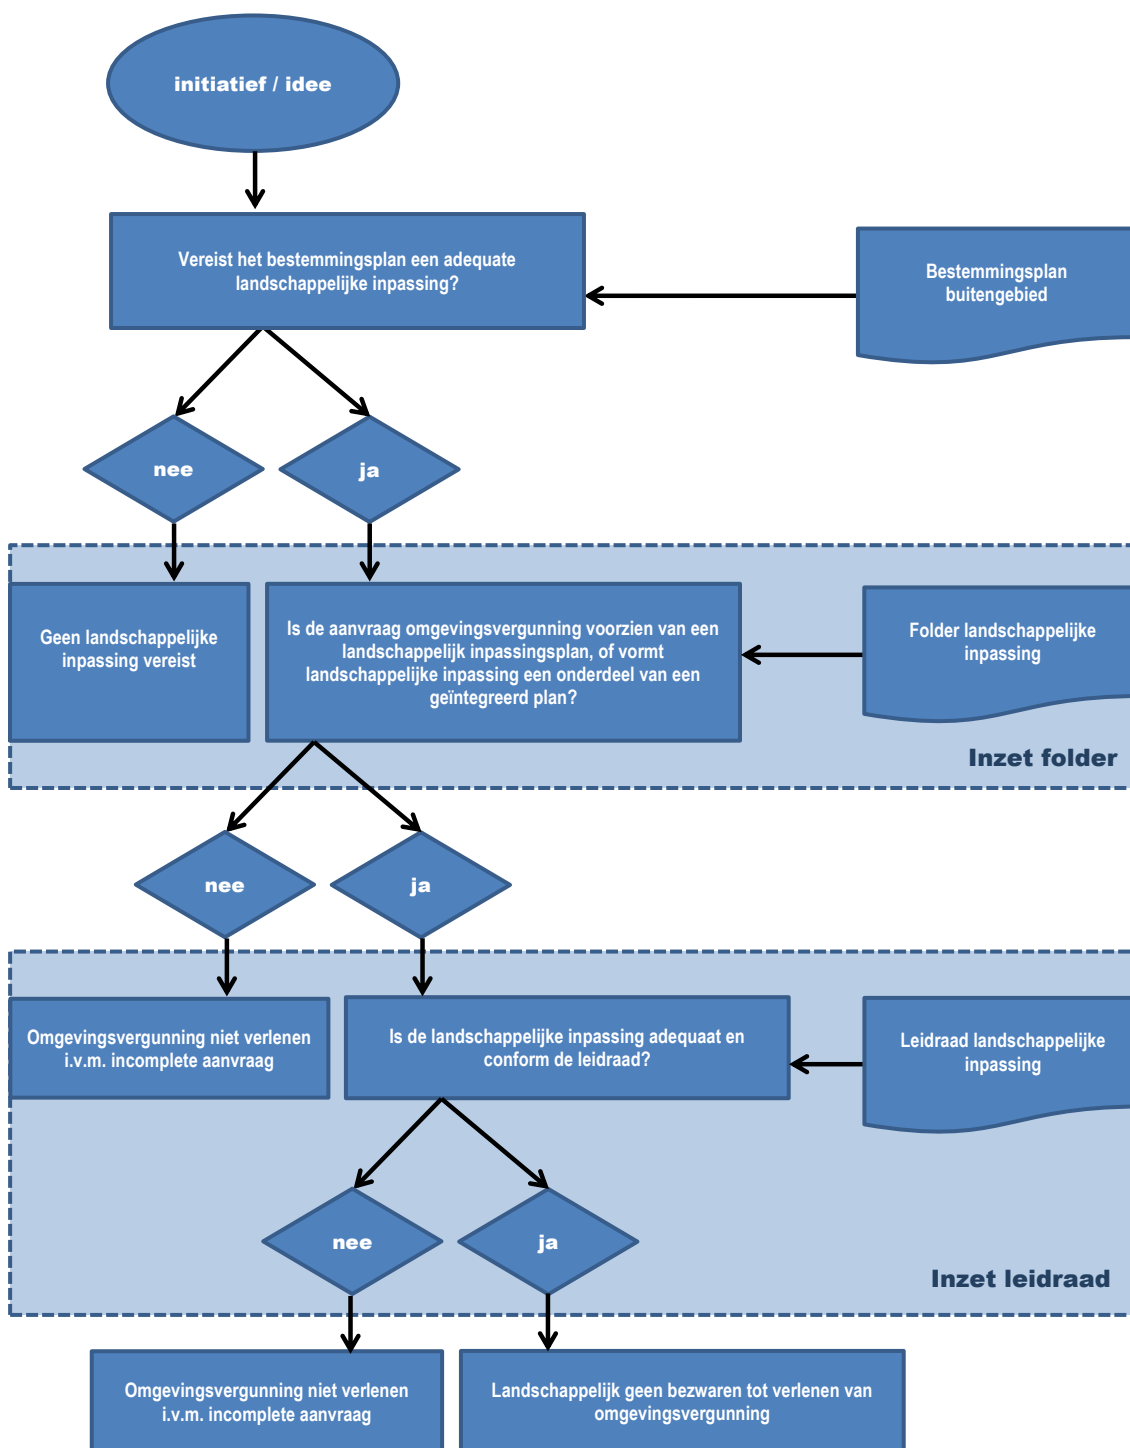 initiatief / idee
Vereist het bestemmingsplan een adequate
landschappelijke inpassing?
Bestemmingsplan
buitengebied
nee
ja
Geen landschappelijke
inpassing vereist
Is de aanvraag omgevingsvergunning voorzien van een
landschappelijk inpassingsplan, of vormt
landschappelijke inpassing een onderdeel van een
geïntegreerd plan?
Folder landschappelijke
inpassing
Inzet folder
nee
ja
Omgevingsvergunning niet verlenen
i.v.m. incomplete aanvraag
Is de landschappelijke inpassing adequaat en
conform de leidraad?
Leidraad landschappelijke
inpassing
nee
ja
Inzet leidraad
Omgevingsvergunning niet verlenen
i.v.m. incomplete aanvraag
Landschappelijk geen bezwaren tot verlenen van
omgevingsvergunning